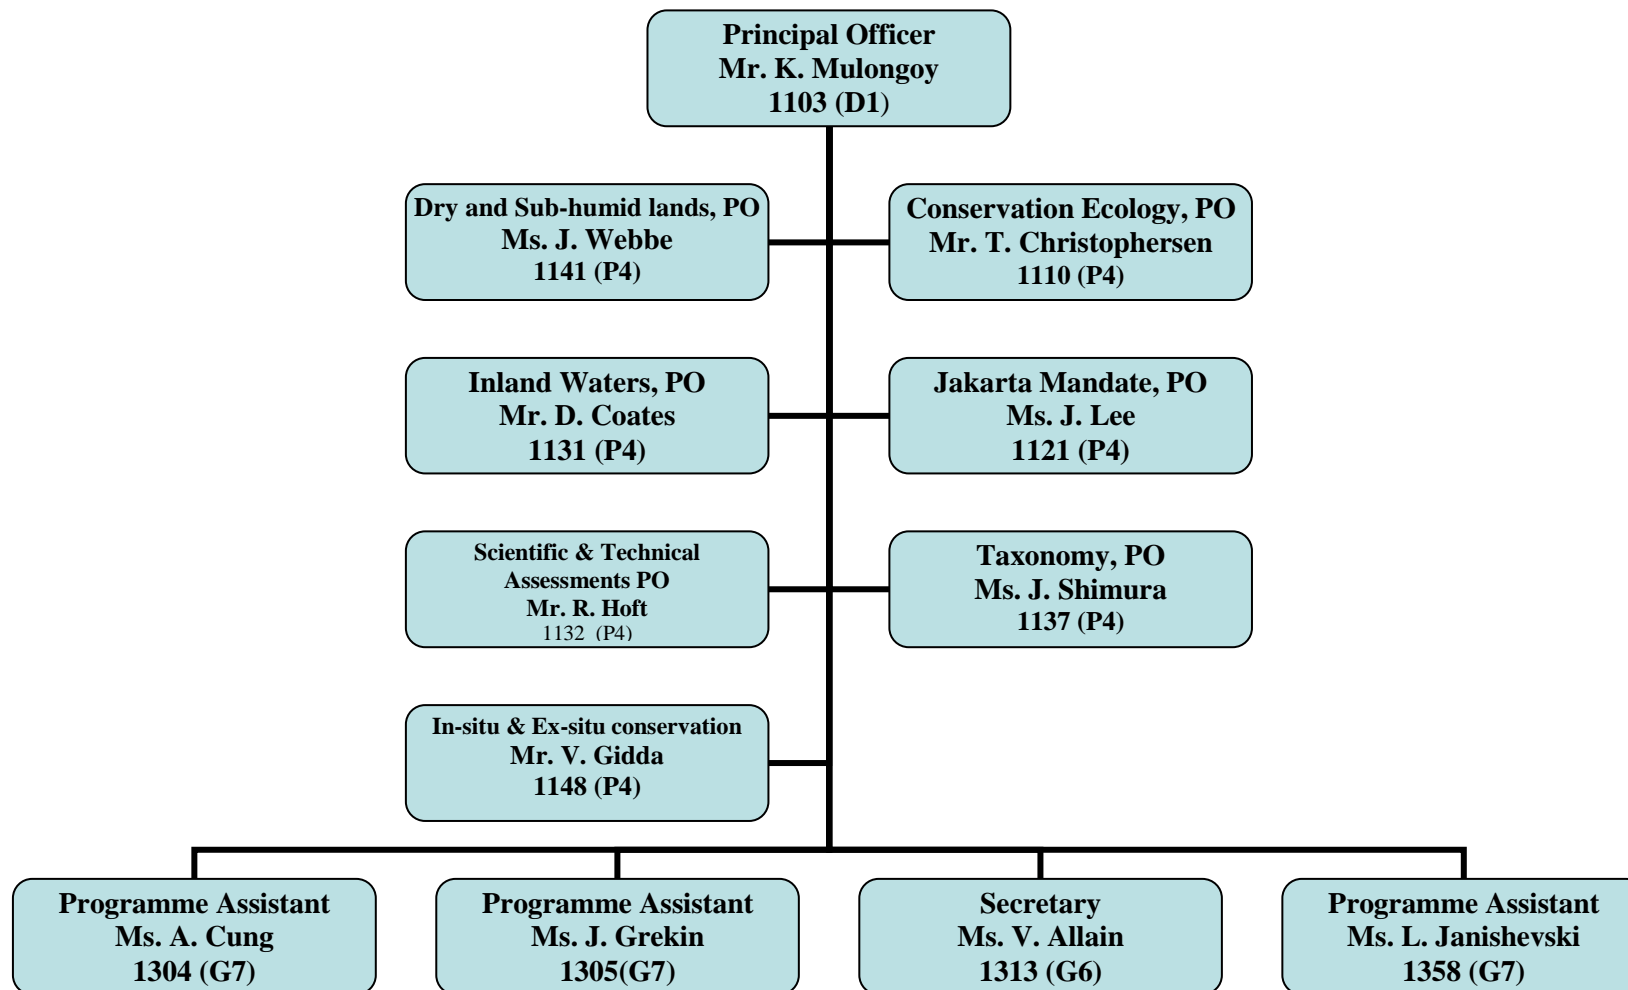 Principal Officer
Mr. K. Mulongoy
1103 (D1)
Dry and Sub-humid lands, PO
Ms. J. Webbe
1141 (P4)
Conservation Ecology, PO
Mr. T. Christophersen
1110 (P4)
Inland Waters, PO
Mr. D. Coates
1131 (P4)
Jakarta Mandate, PO
Ms. J. Lee
1121 (P4)
Scientific & Technical
Assessments PO
Mr. R. Hoft
1132 (P4)
Taxonomy, PO
Ms. J. Shimura
1137 (P4)
In-situ & Ex-situ conservation
Mr. V. Gidda
1148 (P4)
Programme Assistant
Ms. A. Cung
1304 (G7)
Programme Assistant
Ms. J. Grekin
1305(G7)
Secretary
Ms. V. Allain
1313 (G6)
Programme Assistant
Ms. L. Janishevski
1358 (G7)